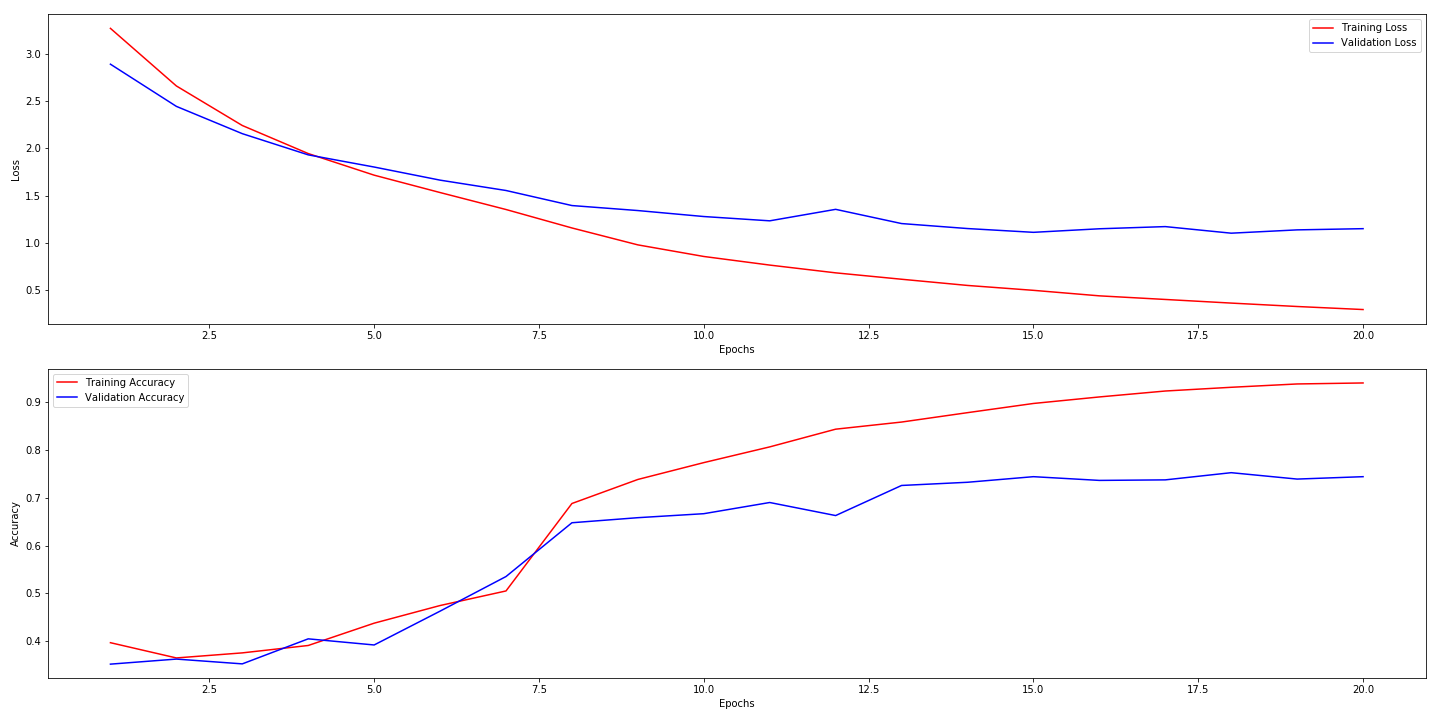 Training Loss
Validation Loss
3.0
2.5
2.0
1.5
1.0
0.5
Loss
2.5 5.0 7.5 10.0 12.5 15.0 17.5 20.0
Epochs
Training Accuracy
Validation Accuracy
0.9
0.8
0.7
0.6
0.5
0.4
Accuracy
2.5 5.0 7.5 10.0 12.5 15.0 17.5 20.0
Epochs